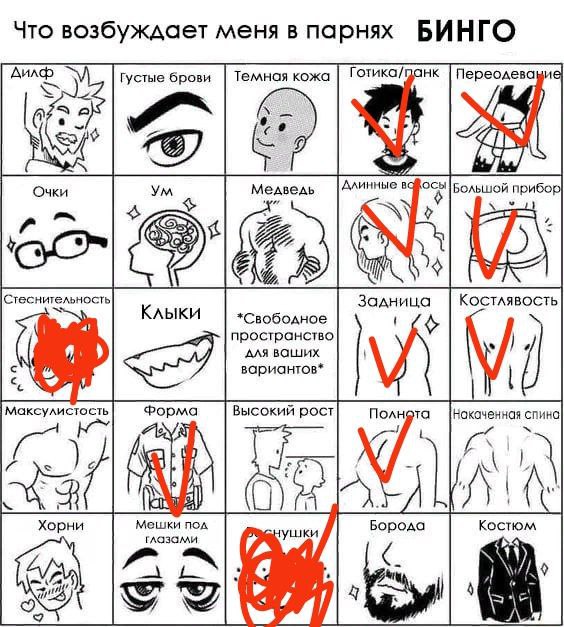 Что возбуждает меня в парнях БИНГО
Дилф
Густые брови
Темная кожа
Готика/панк
Переодевание
Очки
Ум
Медведь
Длинные волосы
Большой прибор
Стеснительность
Клыки
*Свободное
пространство
для ваших
вариантов*
Задница
Костлявость
Максулистость
Форма
Высокий рост
Полнота
Накаченная спина
Хорни
Мешки под
глазами
Веснушки
Борода
Костюм